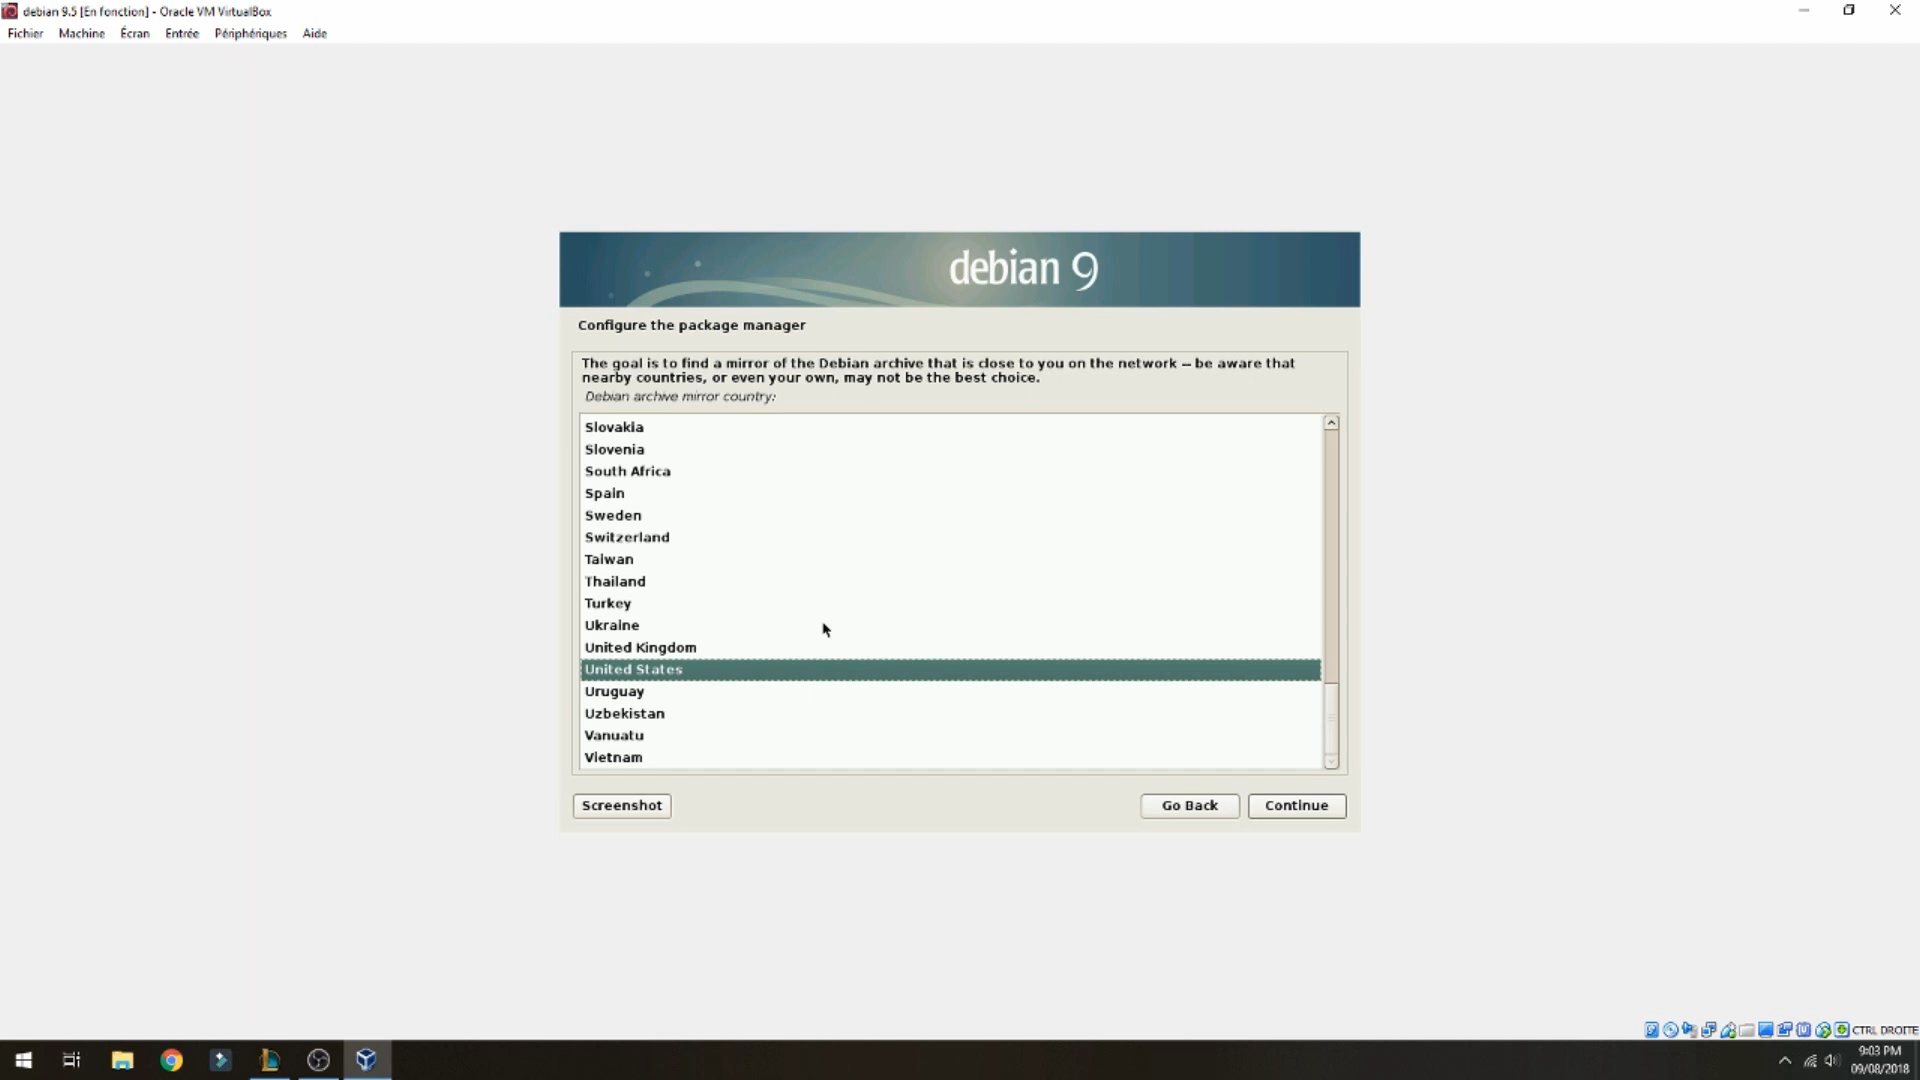 debian 9.5 [En fonction] - Oracle VM VirtualBox
Fichier Machine Écran Entrée Périphériques Aide
debian 9
Configure the package manager
The goal is to find a mirror of the Debian archive that is close to you on the network -- be aware that
nearby countries, or even your own, may not be the best choice.
Debian archive mirror country:
Slovakia
Slovenia
South Africa
Spain
Sweden
Switzerland
Taiwan
Thailand
Turkey
Ukraine
United Kingdom
United States
Uruguay
Uzbekistan
Vanuatu
Vietnam
Screenshot Go Back Continue
CTRL DROITE
9:03 PM
09/08/2018